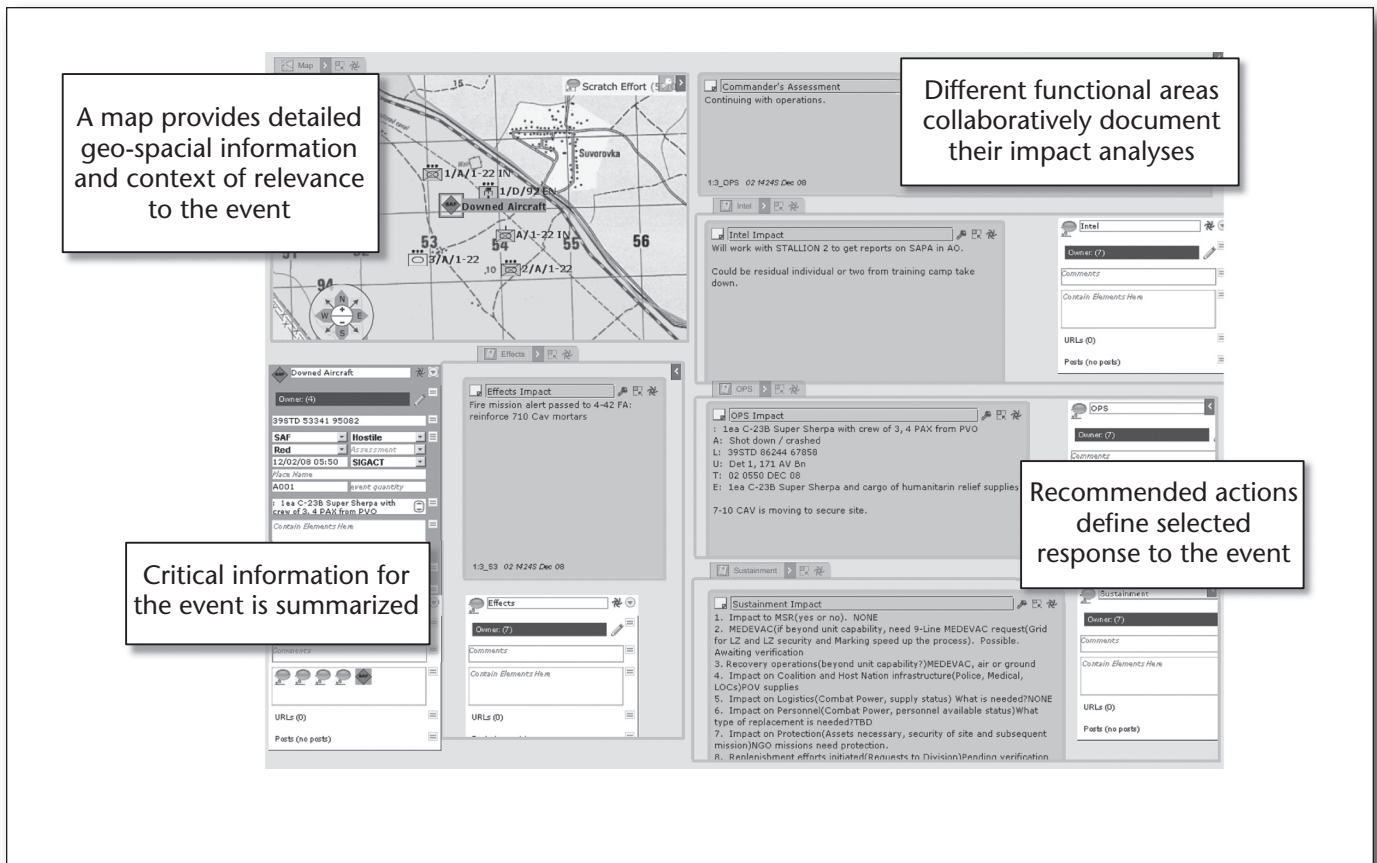 Map
A map provides detailed
geo-spacial information
and context of relevance
to the event
15
Scratch Effort (5
Suvorovka
1/A/1-22 IN
1/D/92 EN
Downed Aircraft
A/1-22 IN
53
54
55
56
3/A/1-22
10
2/A/1-22
94
N
W
E
S
Commander's Assessment
Continuing with operations.
1:3_OPS 02 1424S Dec 08
Different functional areas
collaboratively document
their impact analyses
Intel
Intel Impact
Will work with STALLION 2 to get reports on SAPA in AO.
Could be residual individual or two from training camp take
down.
Intel
Owner: (7)
Comments
Contain Elements Here
URLs (0)
Posts (no posts)
Downed Aircraft
Owner: (4)
39STD 53341 95082
SAF Hostile
Red Assessment
12/02/08 05:50 SIGACT
Place Name
A001 event quantity
: 1ea C-23B Super Sherpa with
crew of 3, 4 PAX from PVO
Contain Elements Here
Critical information for
the event is summarized
Comments
URLs (0)
Posts (no posts)
Effects
Effects Impact
Fire mission alert passed to 4-42 FA:
reinforce 710 Cav mortars
1:3_S3 02 1424S Dec 08
Effects
Owner: (7)
Comments
Contain Elements Here
URLs (0)
OPS
OPS Impact
: 1ea C-23B Super Sherpa with crew of 3, 4 PAX from PVO
A: Shot down / crashed
L: 39STD 86244 67858
U: Det 1, 171 AV Bn
T: 02 0550 DEC 08
E: 1ea C-23B Super Sherpa and cargo of humanitarin relief supplies
7-10 CAV is moving to secure site.
OPS
Owner: (7)
Comments
Recommended actions
define selected
response to the event
Sustainment
Sustainment Impact
1. Impact to MSR(yes or no). NONE
2. MEDEVAC(if beyond unit capability, need 9-Line MEDEVAC request(Grid
for LZ and LZ security and Marking speed up the process). Possible.
Awaiting verification
3. Recovery operations(beyond unit capability?)MEDEVAC, air or ground
4. Impact on Coalition and Host Nation infrastructure(Police, Medical,
LOCs)POV supplies
5. Impact on Logistics(Combat Power, supply status) What is needed?NONE
6. Impact on Personnel(Combat Power, personnel available status)What
type of replacement is needed?TBD
7. Impact on Protection(Assets necessary, security of site and subsequent
mission)NGO missions need protection.
8. Replenishment efforts initiated(Requests to Division)Pending verification
Sustainment
Owner: (7)
Comments
Contain Elements Here
URLs (0)
Posts (no posts)